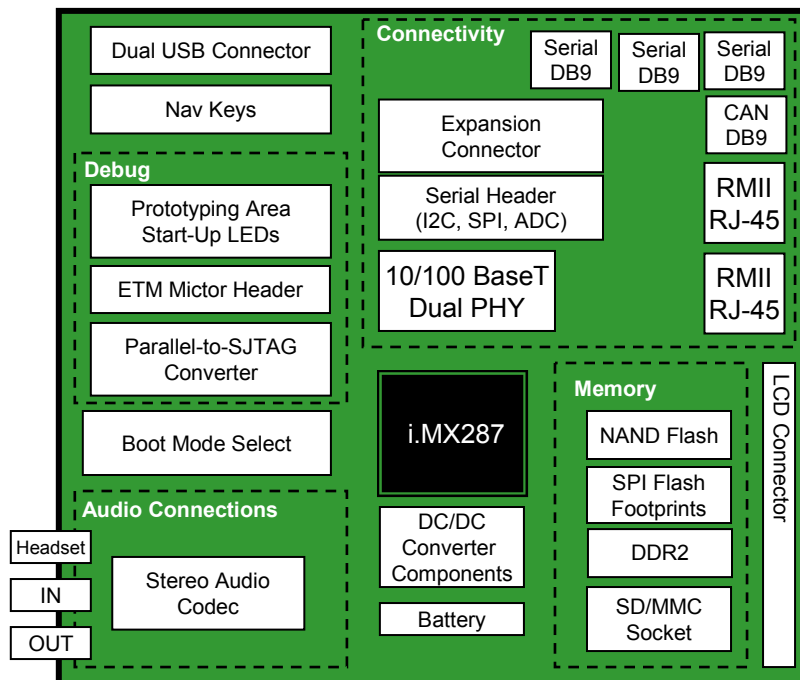 Dual USB Connector
Nav Keys
Debug
Prototyping Area
Start-Up LEDs
ETM Mictor Header
Parallel-to-SJTAG
Converter
Boot Mode Select
Audio Connections
Headset
IN
OUT
Stereo Audio
Codec
Connectivity
Serial
DB9
Serial
DB9
Serial
DB9
CAN
DB9
Expansion
Connector
Serial Header
(I2C, SPI, ADC)
RMII
RJ-45
10/100 BaseT
Dual PHY
RMII
RJ-45
i.MX287
DC/DC
Converter
Components
Battery
Memory
NAND Flash
SPI Flash
Footprints
DDR2
SD/MMC
Socket
LCD Connector